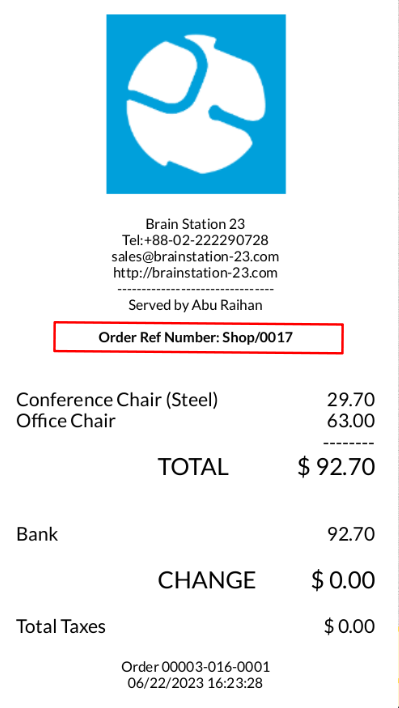 Brain Station 23
Tel:+88-02-222290728
sales@brainstation-23.com
http://brainstation-23.com
--------------------------------
Served by Abu Raihan
Order Ref Number: Shop/0017
Conference Chair (Steel) 29.70
Office Chair 63.00
--------
TOTAL $ 92.70
Bank 92.70
CHANGE $ 0.00
Total Taxes $ 0.00
Order 00003-016-0001
06/22/2023 16:23:28